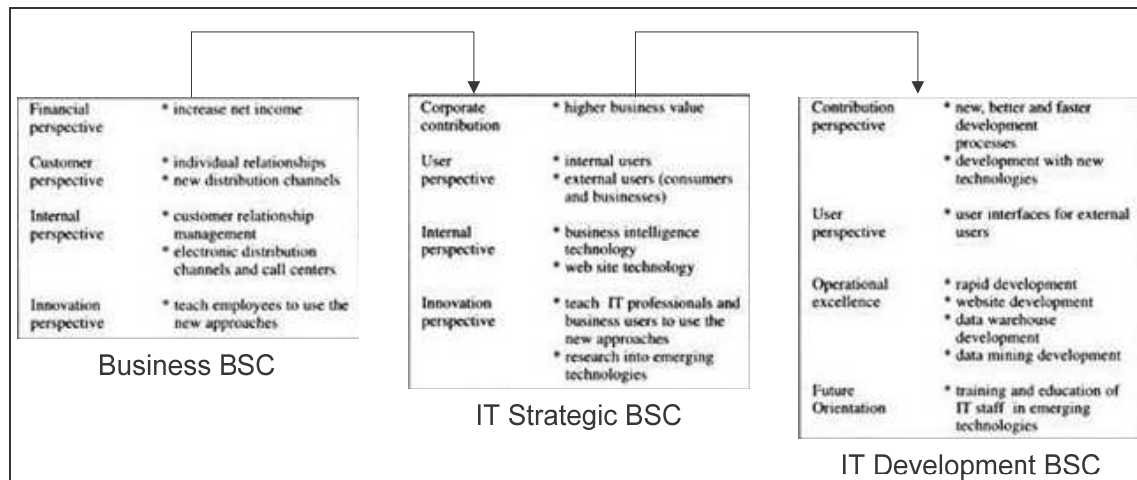 Financial perspective
* increase net income
Customer perspective
* individual relationships
* new distribution channels
Internal perspective
* customer relationship
management
* electronic distribution
channels and call centers
Innovation perspective
* teach employees to use the
new approaches
Business BSC
Corporate contribution
* higher business value
User perspective
* internal users
* external users (consumers
and businesses)
Internal perspective
* business intelligence
technology
* web site technology
Innovation perspective
* teach IT professionals and
business users to use the
new approaches
* research into emerging
technologies
IT Strategic BSC
Contribution perspective
* new, better and faster
development
processes
* development with new
technologies
User perspective
* user interfaces for external
users
Operational excellence
* rapid development
* website development
* data warehouse
development
* data mining development
Future Orientation
* training and education of
IT staff in emerging
technologies
IT Development BSC